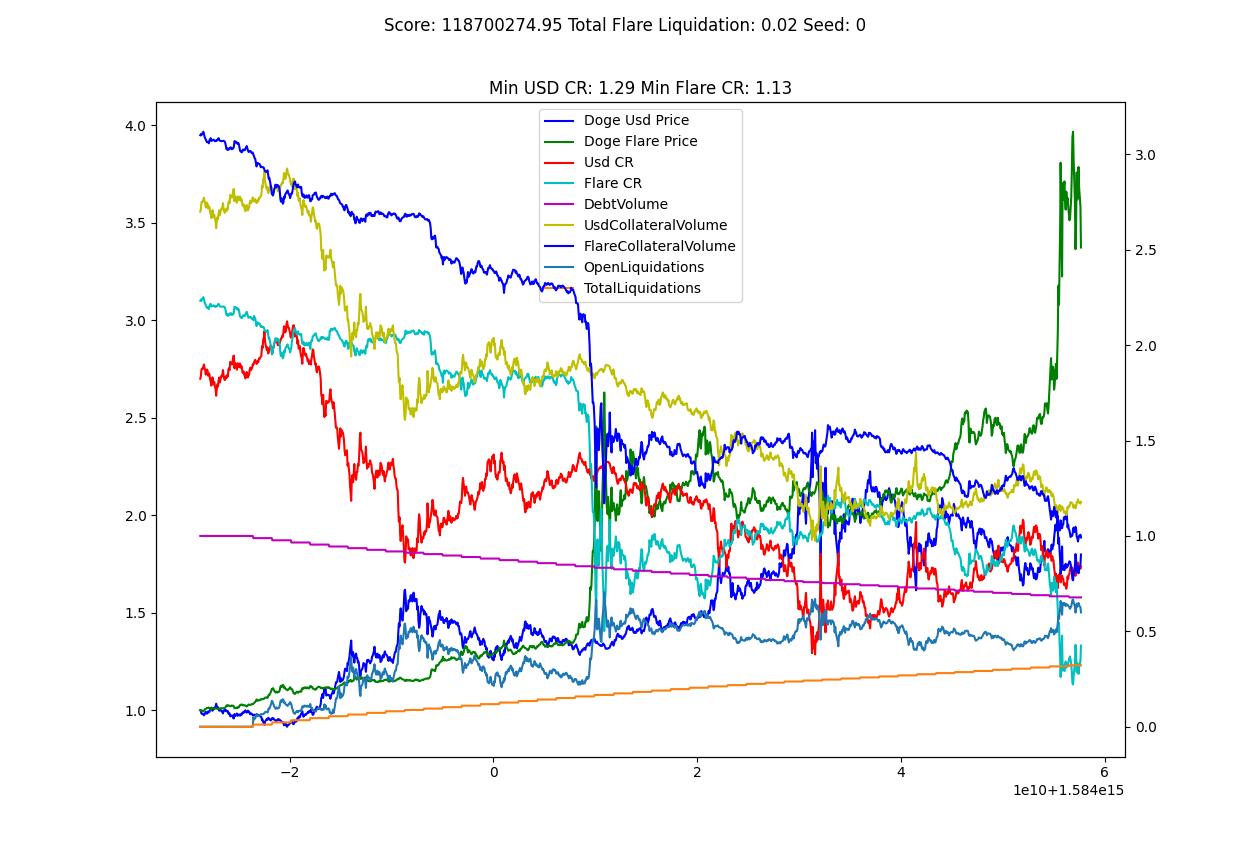 Score: 118700274.95 Total Flare Liquidation: 0.02 Seed: 0
Min USD CR: 1.29 Min Flare CR: 1.13
Doge Usd Price
Doge Flare Price
Usd CR
Flare CR
DebtVolume
UsdCollateralVolume
FlareCollateralVolume
OpenLiquidations
TotalLiquidations
4.0
3.5
3.0
2.5
2.0
1.5
1.0
3.0
2.5
2.0
1.5
1.0
0.5
0.0
−2
0
2
4
6
1e10+1.584e15